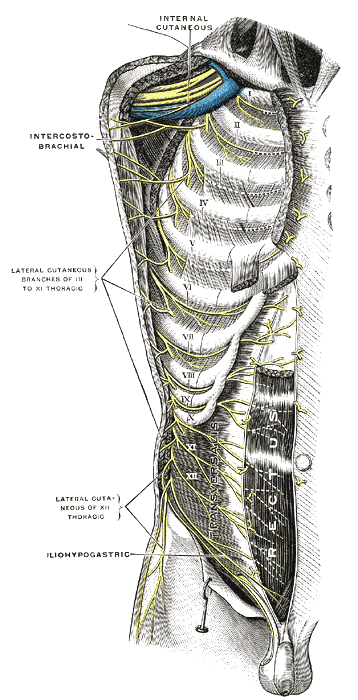 INTERNAL
CUTANEOUS
I
II
INTERCOSTO-
BRACHIAL
III
IV
V
LATERAL CUTANEOUS
BRANCHES OF III
TO XI THORACIC
VI
VII
VIII
IX
X
XI
XII
TRANSVERSALIS
RECTUS
LATERAL CUTA-
NEOUS OF XII
THORACIC
ILIOHYPOGASTRIC